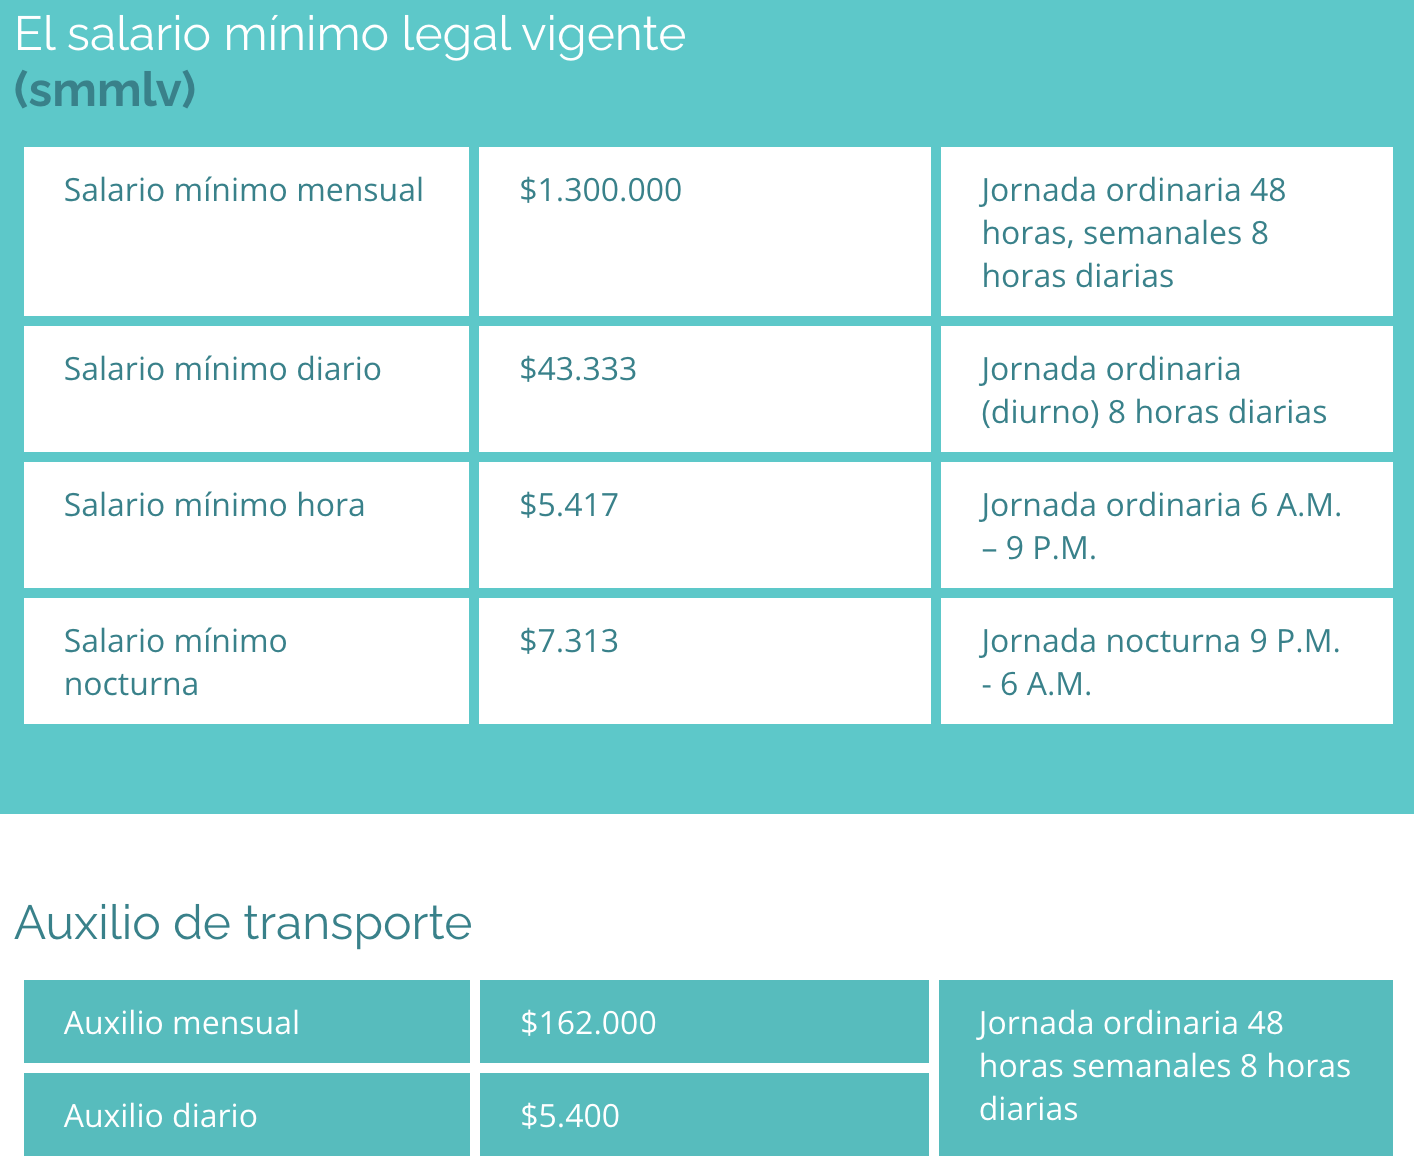 El salario mínimo legal vigente
(smmlv)
Salario mínimo mensual
$1.300.000
Jornada ordinaria 48
horas, semanales 8
horas diarias
Salario mínimo diario
$43.333
Jornada ordinaria
(diurno) 8 horas diarias
Salario mínimo hora
$5.417
Jornada ordinaria 6 A.M.
– 9 P.M.
Salario mínimo
nocturna
$7.313
Jornada nocturna 9 P.M.
- 6 A.M.
Auxilio de transporte
Auxilio mensual
$162.000
Jornada ordinaria 48
horas semanales 8 horas
diarias
Auxilio diario
$5.400